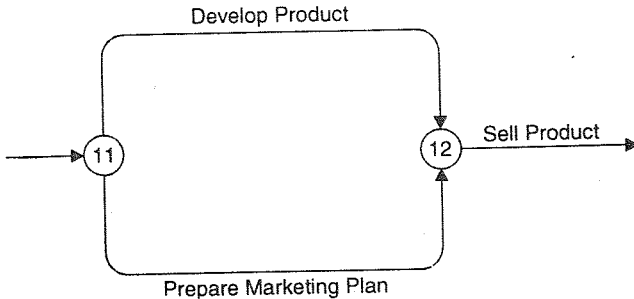 Develop Product
11
12
Sell Product
Prepare Marketing Plan